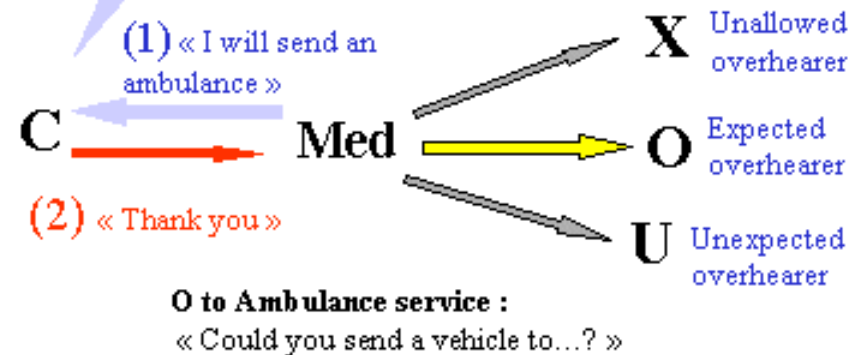 (1) « I will send an
ambulance »
X Unallowed
overhearer
C
Med
O Expected
overhearer
(2) « Thank you »
U Unexpected
overhearer
O to Ambulance service :
« Could you send a vehicle to...? »